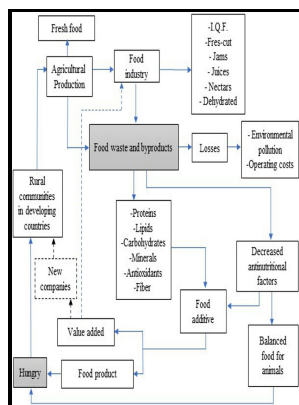 Fresh food
Agricultural
Production
Food
industry
- I.Q.F.
- Fres-cut
- Jams
- Juices
- Nectars
- Dehydrated
Food waste and byproducts
Losses
- Environmental
pollution
- Operating costs
Rural
communities
in developing
countries
-Proteins
-Lipids
-Carbohydrates
-Minerals
-Antioxidants
-Fiber
Decreased
antinutritional
factors
New
companies
Food
additive
Value added
Balanced
food for
animals
Hungry
Food product